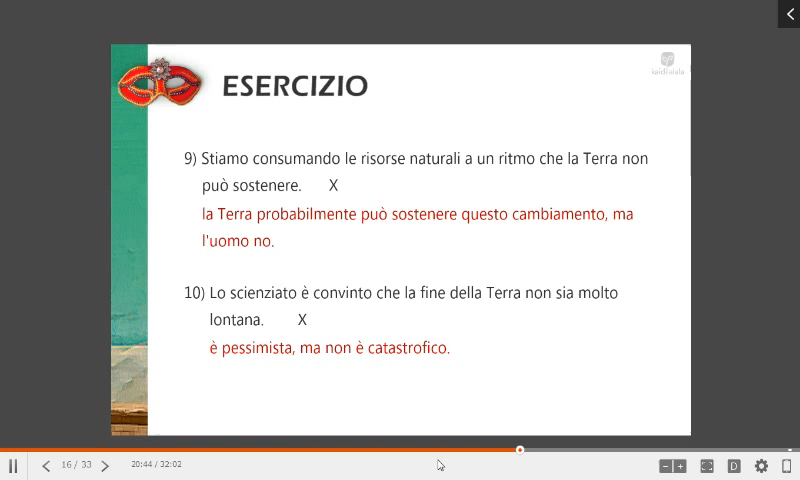 ESERCIZIO
9) Stiamo consumando le risorse naturali a un ritmo che la Terra non
può sostenere. X
la Terra probabilmente può sostenere questo cambiamento, ma
l'uomo no.
10) Lo scienziato è convinto che la fine della Terra non sia molto
lontana. X
è pessimista, ma non è catastrofico.
16 / 33
20:44 / 32:02
D